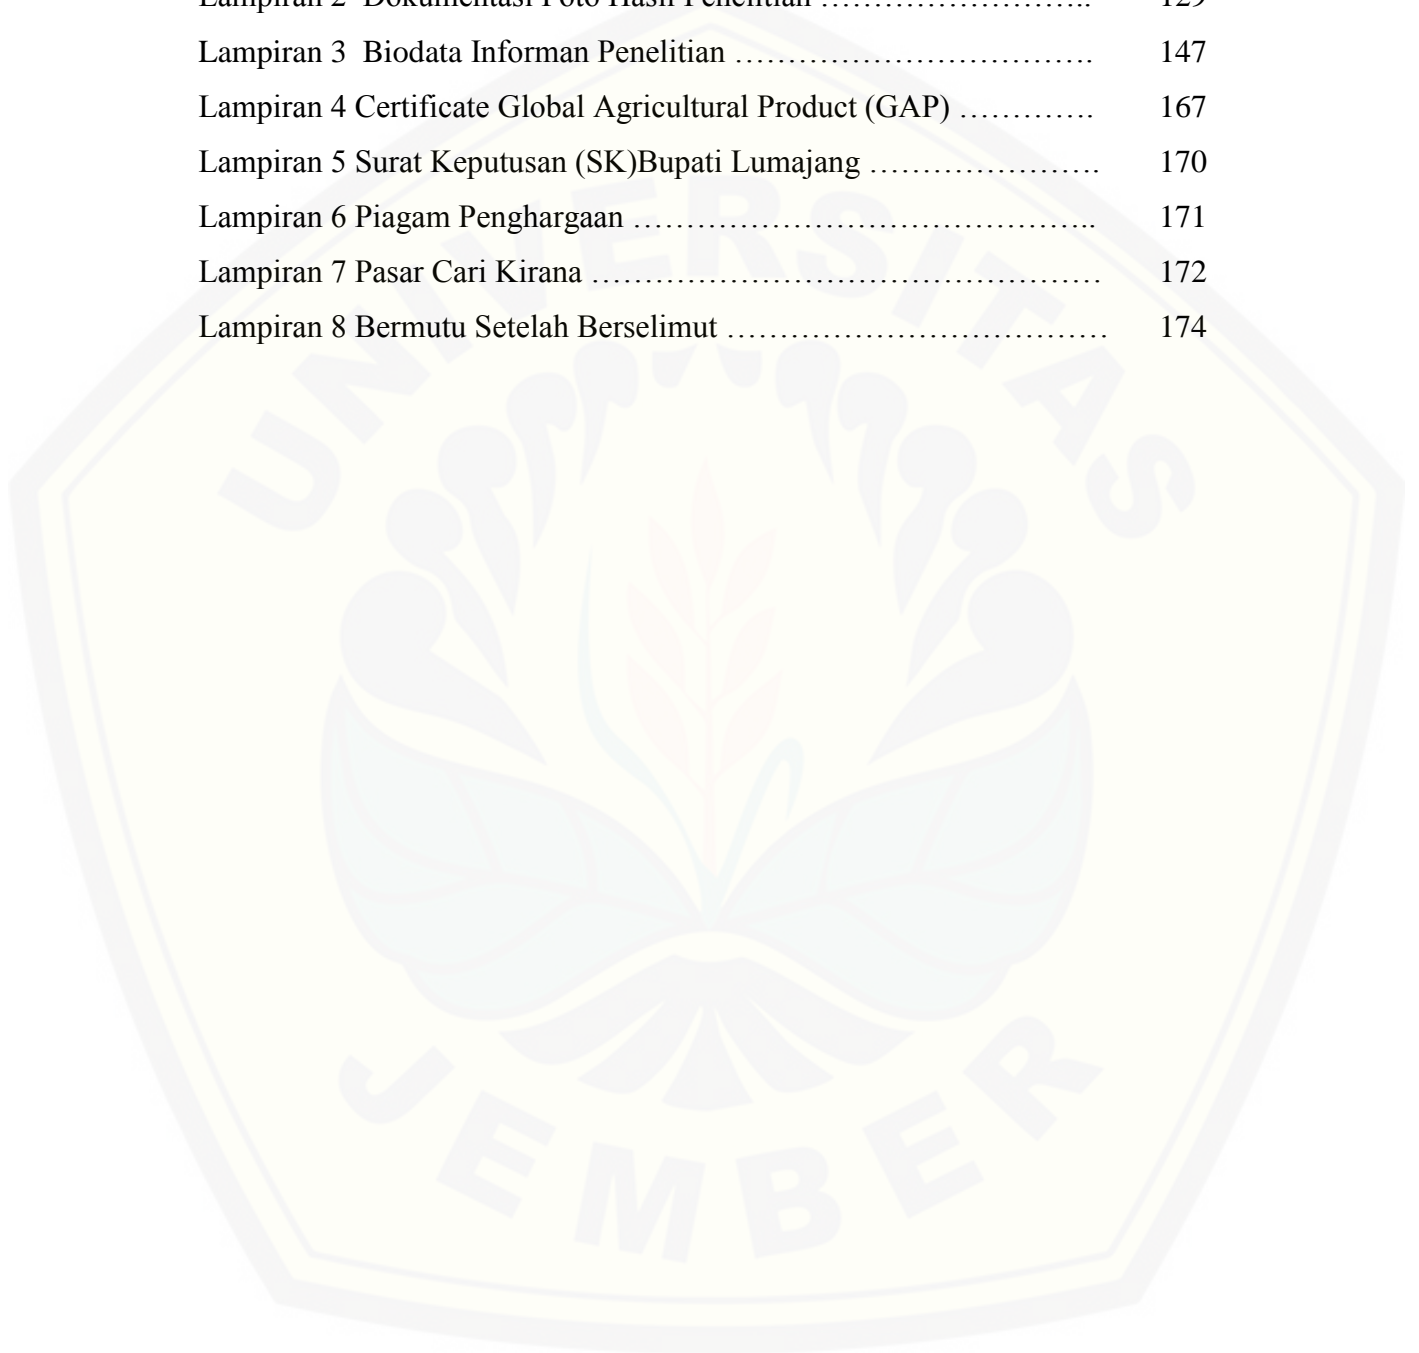 Lampiran 2  Dokumentasi Foto Hasil Penelitian …………………….. 129
Lampiran 3  Biodata Informan Penelitian ……………………………. 147
Lampiran 4 Certificate Global Agricultural Product (GAP) …………. 167
Lampiran 5 Surat Keputusan (SK)Bupati Lumajang …………………. 170
Lampiran 6 Piagam Penghargaan …………………………………….. 171
Lampiran 7 Pasar Cari Kirana ………………………………………… 172
Lampiran 8 Bermutu Setelah Berselimut ……………………………… 174
UNIVERSITAS
JEMBER